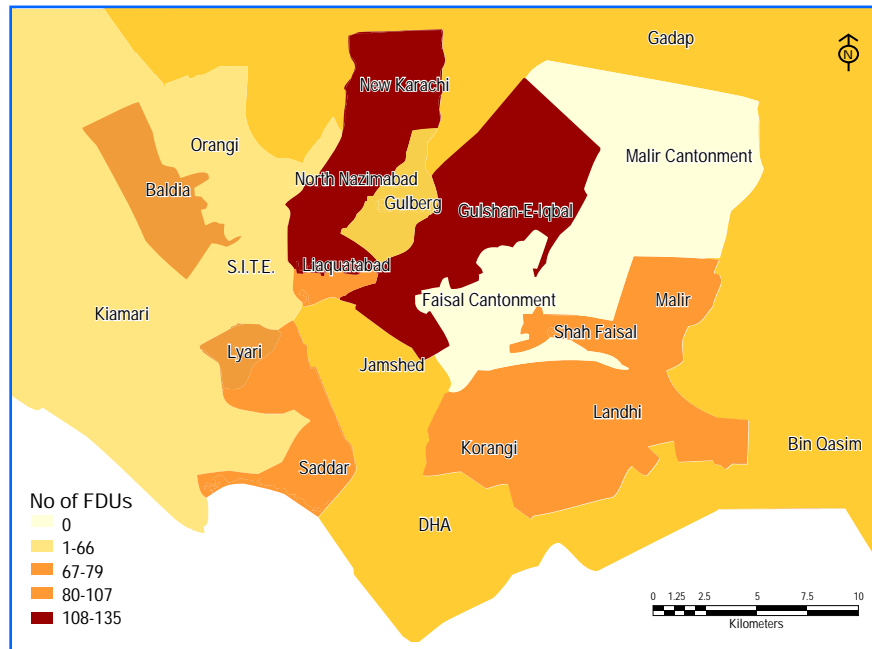 Gadap
N
New Karachi
Orangi
Malir Cantonment
North Nazimabad
Baldia
Gulberg
Gulshan-E-Iqbal
S.I.T.E.
Liaquatabad
Faisal Cantonment
Malir
Kiamari
Shah Faisal
Lyari
Jamshed
Landhi
Korangi
Bin Qasim
Saddar
DHA
No of FDUs
0
1-66
67-79
80-107
108-135
0 1.25 2.5 5 7.5 10
Kilometers